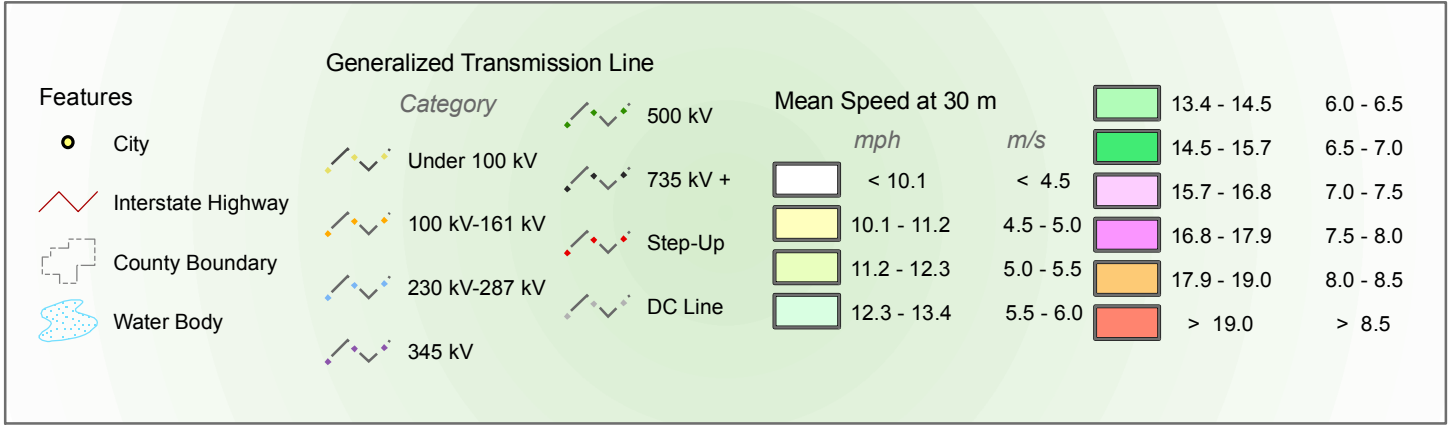 Features
City
Interstate Highway
County Boundary
Water Body
Generalized Transmission Line
Category
Under 100 kV
100 kV-161 kV
230 kV-287 kV
345 kV
500 kV
735 kV +
Step-Up
DC Line
Mean Speed at 30 m
mph m/s
< 10.1 < 4.5
10.1 - 11.2 4.5 - 5.0
11.2 - 12.3 5.0 - 5.5
12.3 - 13.4 5.5 - 6.0
13.4 - 14.5 6.0 - 6.5
14.5 - 15.7 6.5 - 7.0
15.7 - 16.8 7.0 - 7.5
16.8 - 17.9 7.5 - 8.0
17.9 - 19.0 8.0 - 8.5
> 19.0 > 8.5